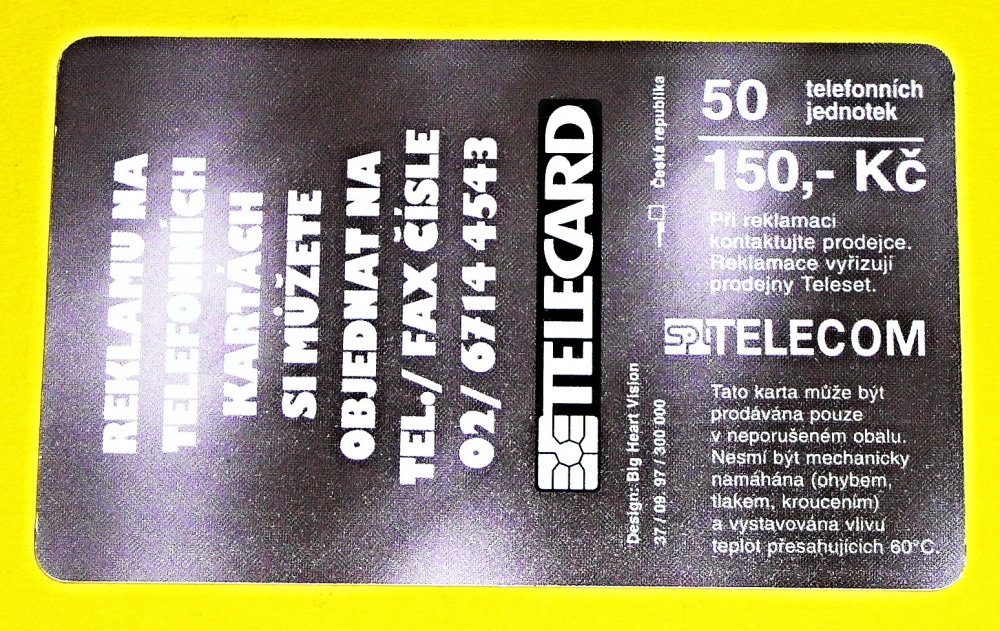 REKLAMU NA
TELEFONNÍCH
KARTÁCH
SI MŮŽETE
OBJEDNAT NA
TEL./ FAX ČÍSLE
02/ 6714 4543
TELECARD
Design: Big Heart Vision
37 / 09. 97 / 300 000
Česká republika
50 telefonních
jednotek
150,- Kč
Při reklamaci
kontaktujte prodejce.
Reklamace vyřizují
prodejny Teleset.
spt TELECOM
Tato karta může být
prodávána pouze
v neporušeném obalu.
Nesmí být mechanicky
namáhána (ohybem,
tlakem, kroucením)
a vystavována vlivu
teplot přesahujících 60°C.